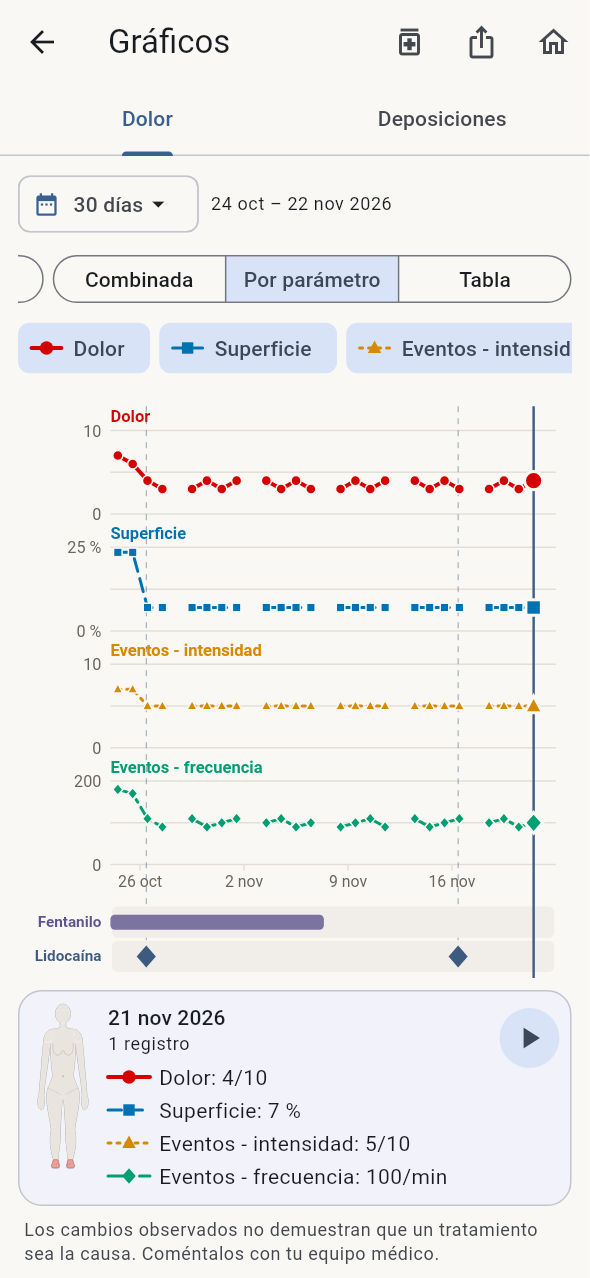 Gráficos
Dolor
Deposiciones
30 días
24 oct – 22 nov 2026
Combinada
Por parámetro
Tabla
Dolor
Superficie
Eventos - intensid
Dolor
10
0
Superficie
25 %
0 %
Eventos - intensidad
10
0
Eventos - frecuencia
200
0
26 oct
2 nov
9 nov
16 nov
Fentanilo
Lidocaína
21 nov 2026
1 registro
Dolor: 4/10
Superficie: 7 %
Eventos - intensidad: 5/10
Eventos - frecuencia: 100/min
Los cambios observados no demuestran que un tratamiento
sea la causa. Coméntalos con tu equipo médico.